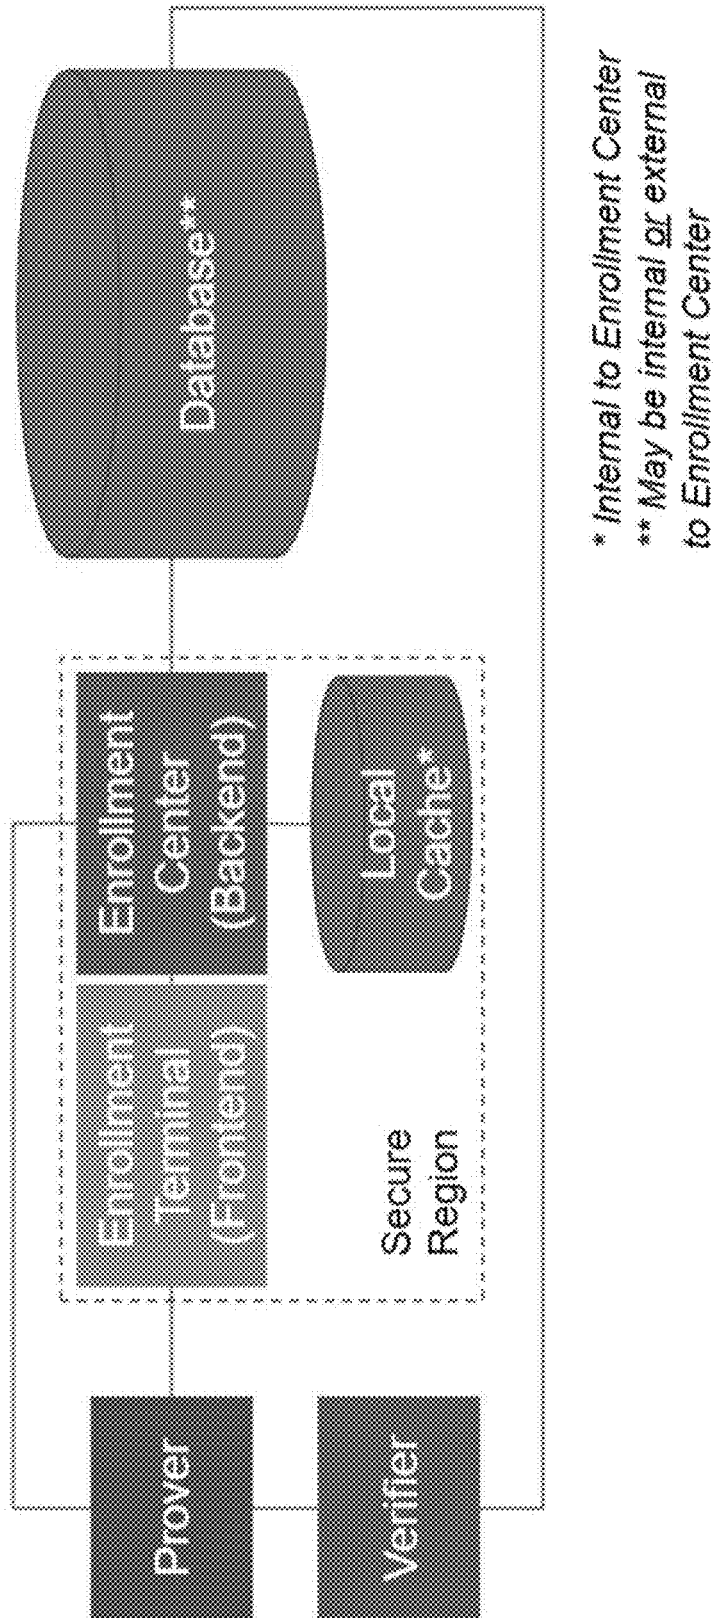 Prover
Verifier
Enrollment
Terminal
(Frontend)
Enrollment
Center
(Backend)
Secure
Region
Local
Cache*
Database**
* Internal to Enrollment Center
** May be internal or external
to Enrollment Center